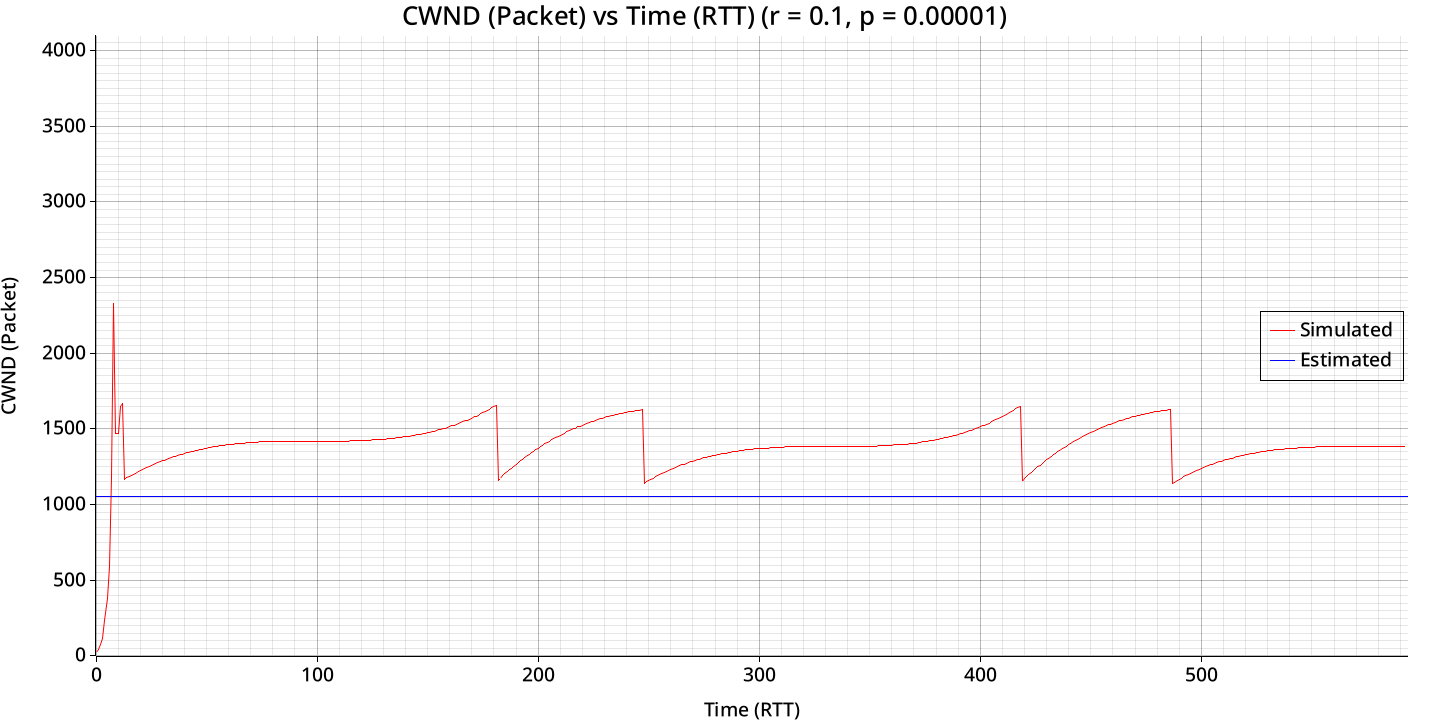 CWND (Packet) vs Time (RTT) (r = 0.1, p = 0.00001)
4000
3500
3000
2500
2000
1500
1000
500
0
CWND (Packet)
Simulated
Estimated
0 100 200 300 400 500
Time (RTT)